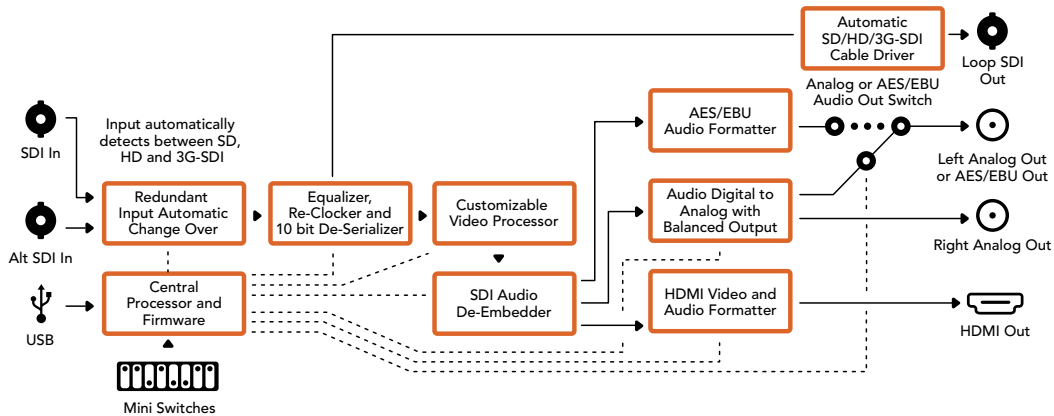 Automatic
SD/HD/3G-SDI
Cable Driver
Loop SDI
Out
Analog or AES/EBU
Audio Out Switch
SDI In
Input automatically
detects between SD,
HD and 3G-SDI
AES/EBU
Audio Formatter
Left Analog Out
or AES/EBU Out
Alt SDI In
Redundant
Input Automatic
Change Over
Equalizer,
Re-Clocker and
10 bit De-Serializer
Customizable
Video Processor
Audio Digital to
Analog with
Balanced Output
Right Analog Out
USB
Central
Processor and
Firmware
SDI Audio
De-Embedder
HDMI Video and
Audio Formatter
HDMI Out
Mini Switches